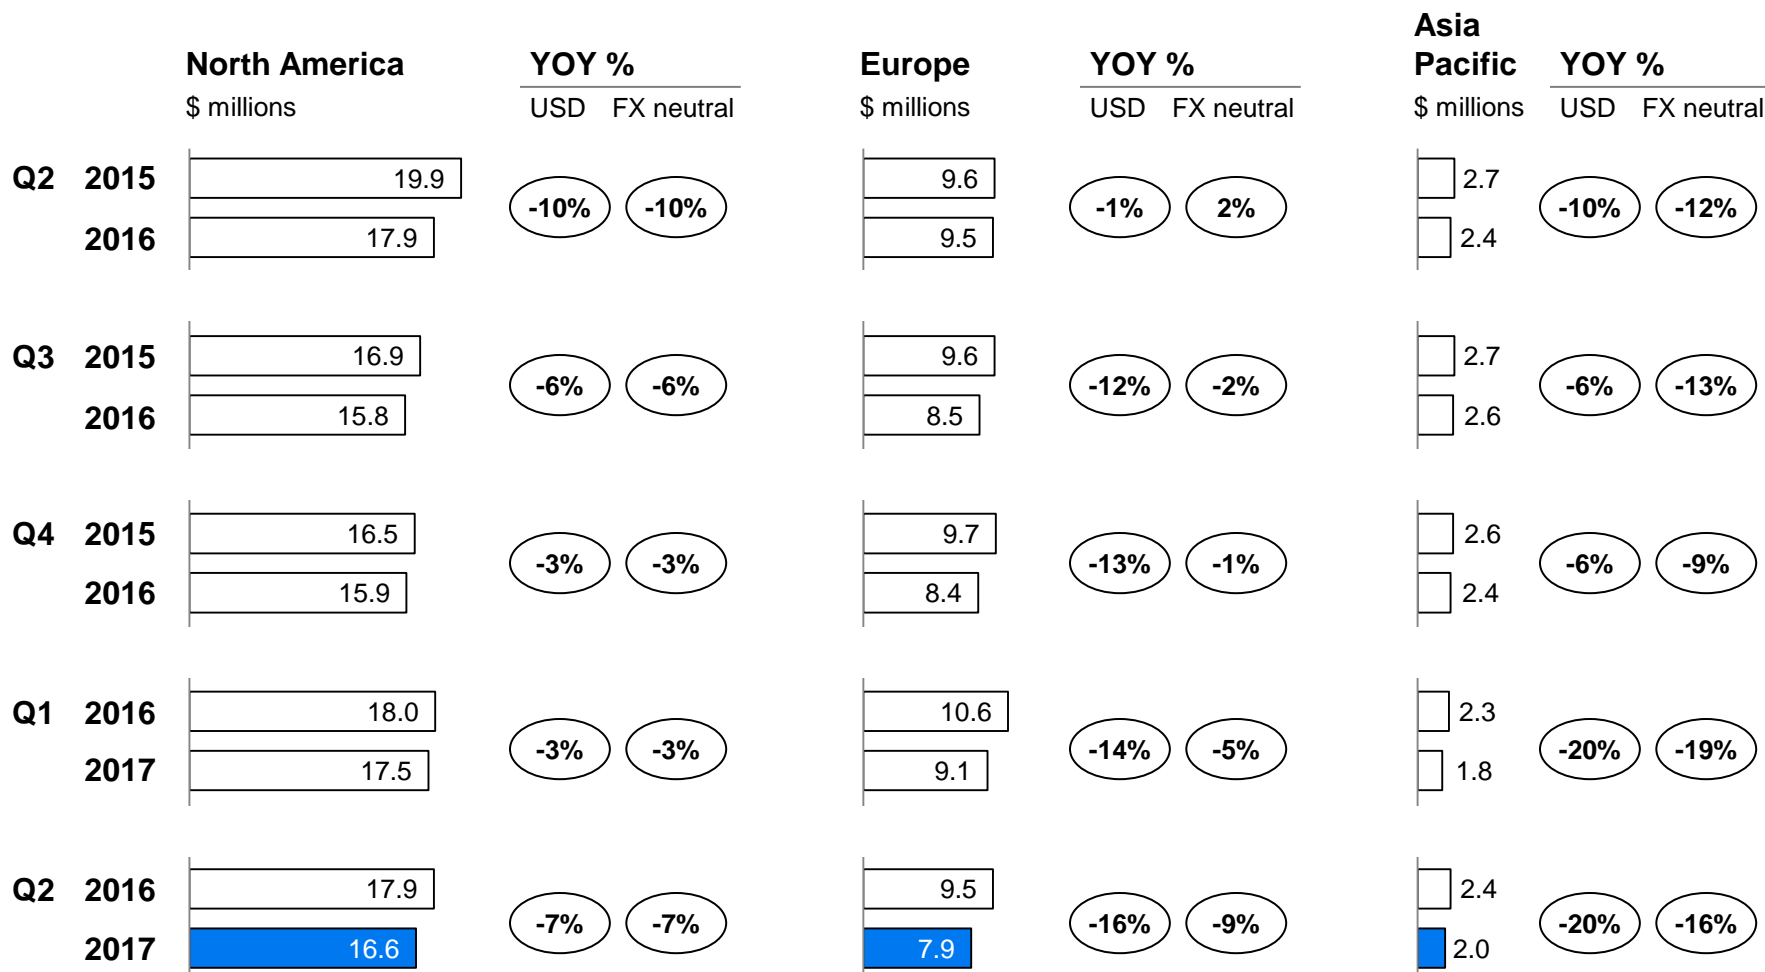 Asia
North America YOY % Europe YOY % Pacific YOY %
$ millions USD FX neutral $ millions USD FX neutral $ millions USD FX neutral
Q2 2015 19.9 9.6 2.7
-10% -10% -1% 2% -10% -12%
2016 17.9 9.5 2.4
Q3 2015 16.9 9.6 2.7
-6% -6% -12% -2% -6% -13%
2016 15.8 8.5 2.6
Q4 2015 16.5 9.7 2.6
-3% -3% -13% -1% -6% -9%
2016 15.9 8.4 2.4
Q1 2016 18.0 10.6 2.3
-3% -3% -14% -5% -20% -19%
2017 17.5 9.1 1.8
Q2 2016 17.9 9.5 2.4
-7% -7% -16% -9% -20% -16%
2017 16.6 7.9 2.0